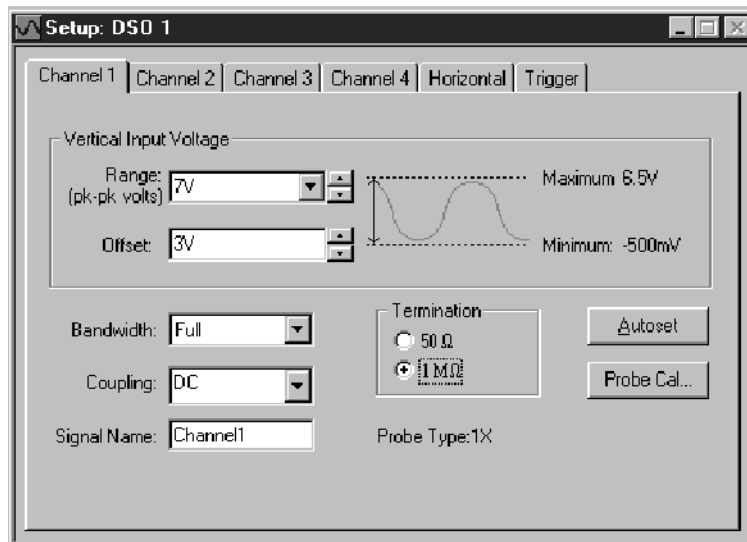 Setup: DSO 1
Channel 1 Channel 2 Channel 3 Channel 4 Horizontal Trigger
Vertical Input Voltage
Range:
(pk-pk volts)
7V
Maximum 6.5V
Offset: 3V
Minimum: -500mV
Bandwidth: Full
Termination
50 Ω
1 MΩ
Autoset
Coupling: DC
Probe Cal...
Signal Name: Channel1
Probe Type:1X